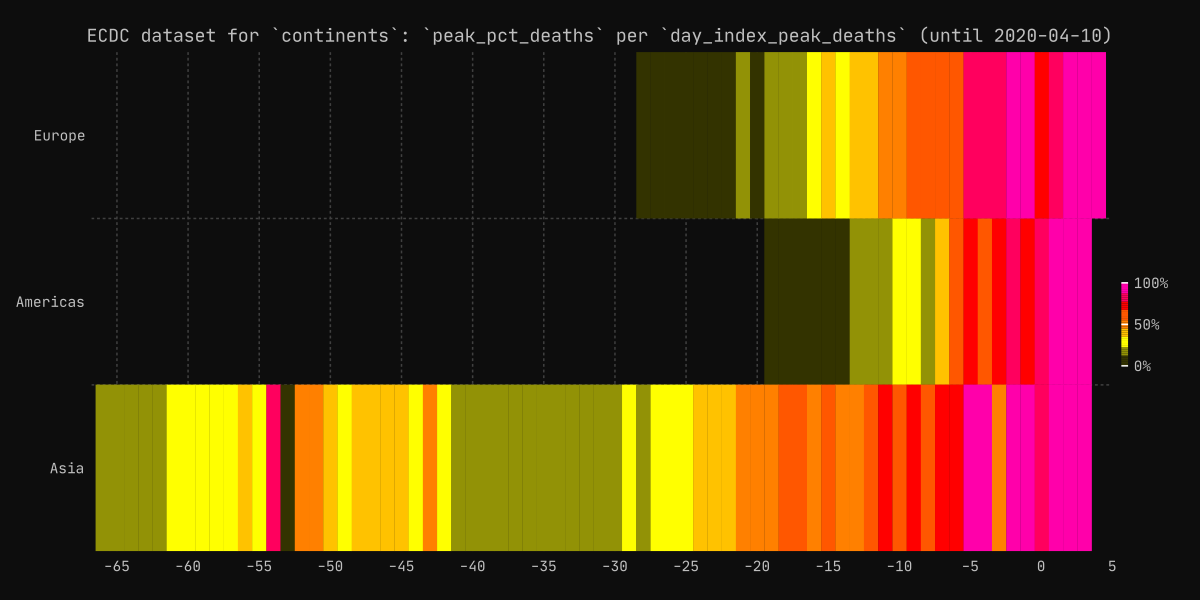 ECDC dataset for `continents`: `peak_pct_deaths` per `day_index_peak_deaths` (until 2020-04-10)
Europe
Americas
Asia
100%
50%
0%
-65 -60 -55 -50 -45 -40 -35 -30 -25 -20 -15 -10 -5 0 5